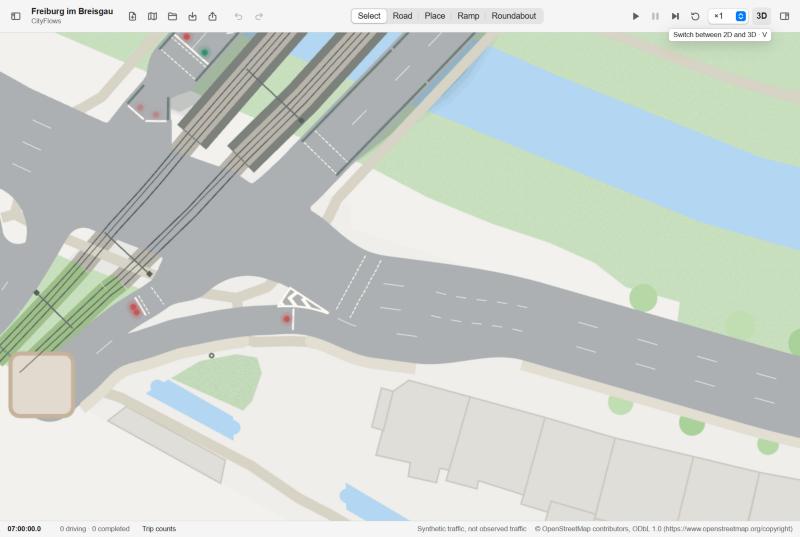 Freiburg im Breisgau
CityFlows
Select
Road
Place
Ramp
Roundabout
×1
3D
Switch between 2D and 3D · V
07:00:00.0
0 driving · 0 completed
Trip counts
Synthetic traffic, not observed traffic
© OpenStreetMap contributors, ODbL 1.0 (https://www.openstreetmap.org/copyright)